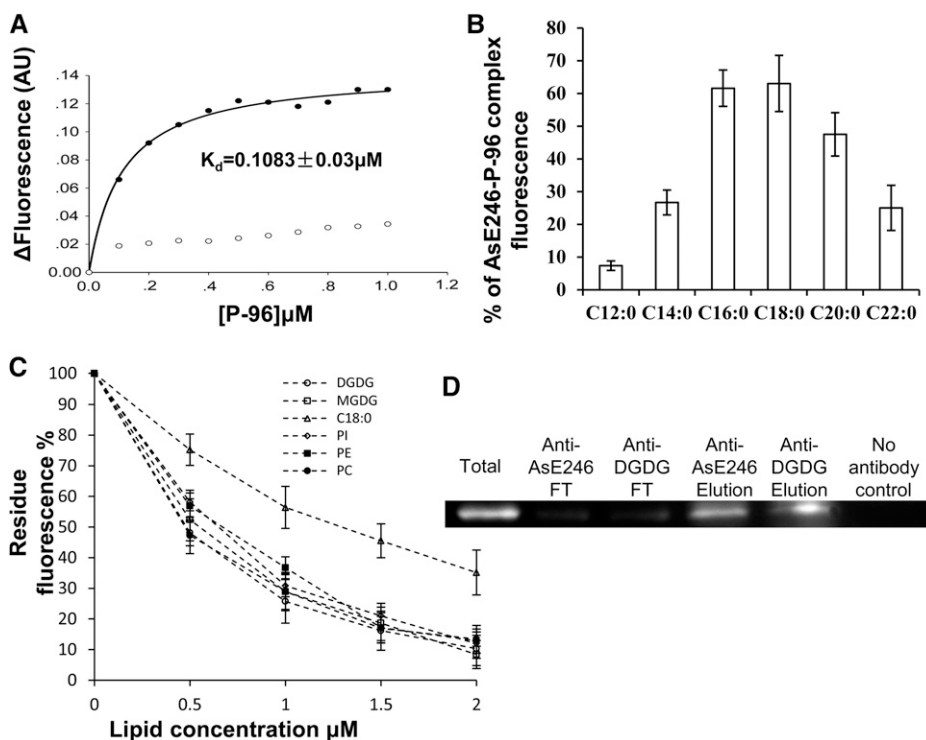 A
ΔFluorescence (AU)
.14
.12
.10
.08
.06
.04
.02
0.00
Kd=0.1083±0.03μM
0.0
.2
.4
.6
.8
1.0
1.2
[P-96]μM
B
% of AsE246-P-96 complex
fluorescence
80
70
60
50
40
30
20
10
0
C12:0 C14:0 C16:0 C18:0 C20:0 C22:0
C
Residue
fluorescence %
100
90
80
70
60
50
40
30
20
10
0
DGDG
MGDG
C18:0
PI
PE
PC
0
0.5
1
1.5
2
Lipid concentration μM
D
Total
Anti-
AsE246
FT
Anti-
DGDG
FT
Anti-
AsE246
Elution
Anti-
DGDG
Elution
No
antibody
control